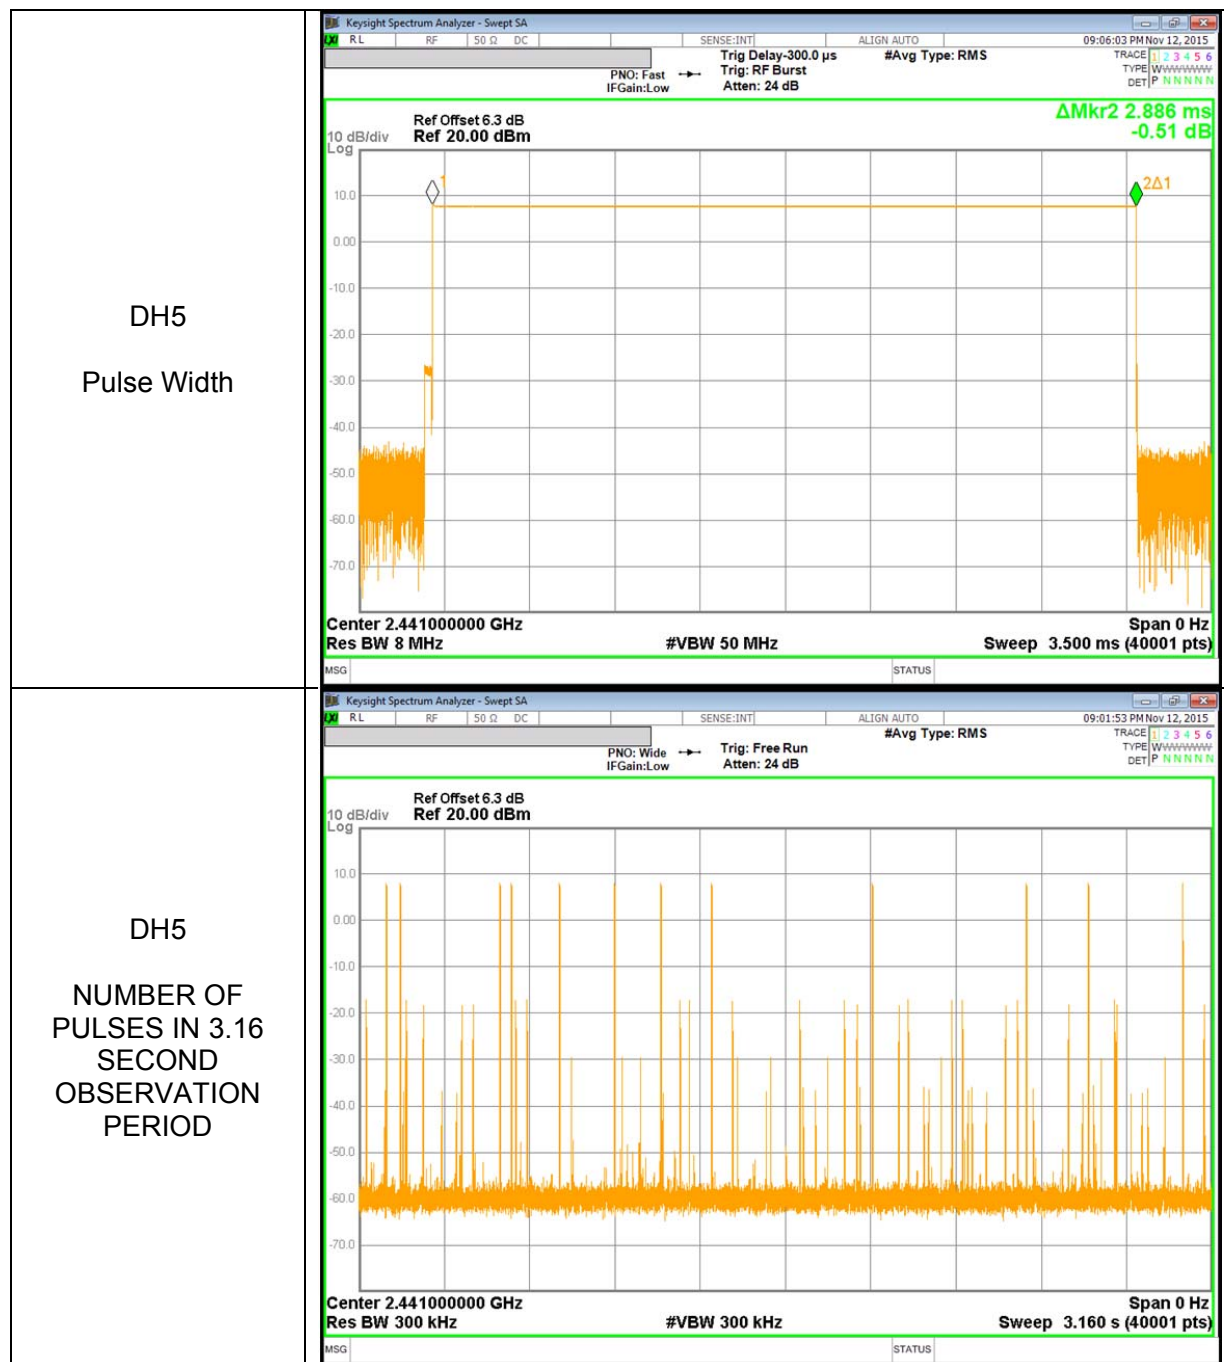 DH5
Pulse Width
Keysight Spectrum Analyzer - Swept SA
LXI RL RF 50 Ω DC SENSE:INT ALIGN AUTO 09:06:03 PM Nov 12, 2015
Trig Delay-300.0 µs #Avg Type: RMS TRACE 1 2 3 4 5 6
PNO: Fast Trig: RF Burst TYPE WWWWWW
IFGain:Low Atten: 24 dB DET P N N N N N
ΔMkr2 2.886 ms
-0.51 dB
Ref Offset 6.3 dB
10 dB/div Ref 20.00 dBm
Log
1
2Δ1
10.0
0.00
-10.0
-20.0
-30.0
-40.0
-50.0
-60.0
-70.0
Center 2.441000000 GHz Span 0 Hz
Res BW 8 MHz #VBW 50 MHz Sweep 3.500 ms (40001 pts)
MSG STATUS
DH5
NUMBER OF
PULSES IN 3.16
SECOND
OBSERVATION
PERIOD
Keysight Spectrum Analyzer - Swept SA
LXI RL RF 50 Ω DC SENSE:INT ALIGN AUTO 09:01:53 PM Nov 12, 2015
#Avg Type: RMS TRACE 1 2 3 4 5 6
PNO: Wide Trig: Free Run TYPE WWWWWW
IFGain:Low Atten: 24 dB DET P N N N N N
Ref Offset 6.3 dB
10 dB/div Ref 20.00 dBm
Log
10.0
0.00
-10.0
-20.0
-30.0
-40.0
-50.0
-60.0
-70.0
Center 2.441000000 GHz Span 0 Hz
Res BW 300 kHz #VBW 300 kHz Sweep 3.160 s (40001 pts)
MSG STATUS